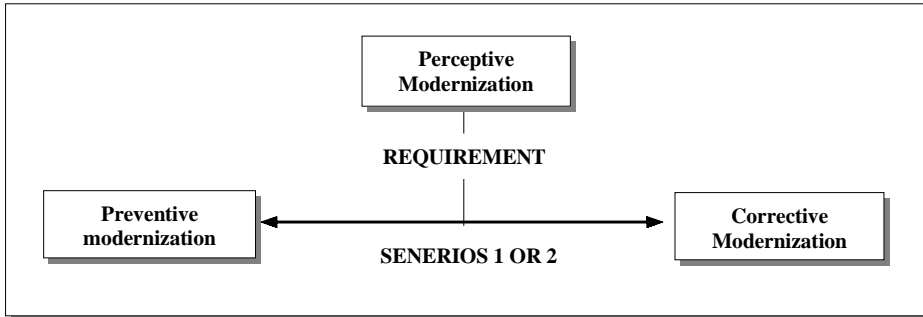 Perceptive
Modernization
REQUIREMENT
Preventive
modernization
Corrective
Modernization
SENERIOS 1 OR 2